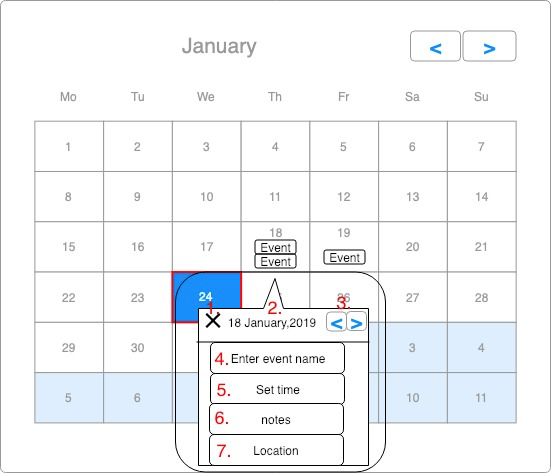 January < >
Mo Tu We Th Fr Sa Su
1 2 3 4 5 6 7
8 9 10 11 12 13 14
15 16 17 18 19 20 21
Event
Event
Event
22 23 24 26 27 28
1. 2. 3.
18 January,2019 < >
29 30 3 4
4. Enter event name
5. Set time
5 6 10 11
6. notes
7. Location